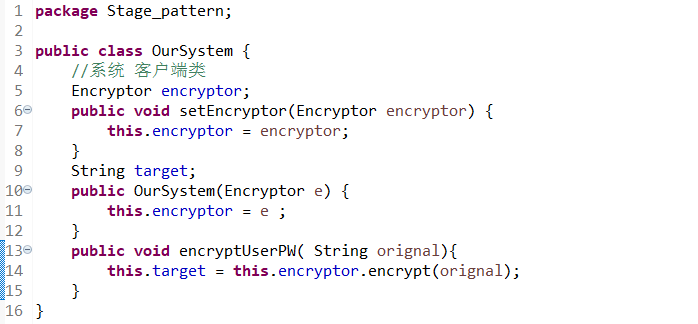 1 package Stage_pattern;
2
3 public class OurSystem {
4     //系统 客户端类
5     Encryptor encryptor;
6     public void setEncryptor(Encryptor encryptor) {
7         this.encryptor = encryptor;
8     }
9     String target;
10     public OurSystem(Encryptor e) {
11         this.encryptor = e ;
12     }
13     public void encryptUserPW( String orignal){
14         this.target = this.encryptor.encrypt(orignal);
15     }
16 }